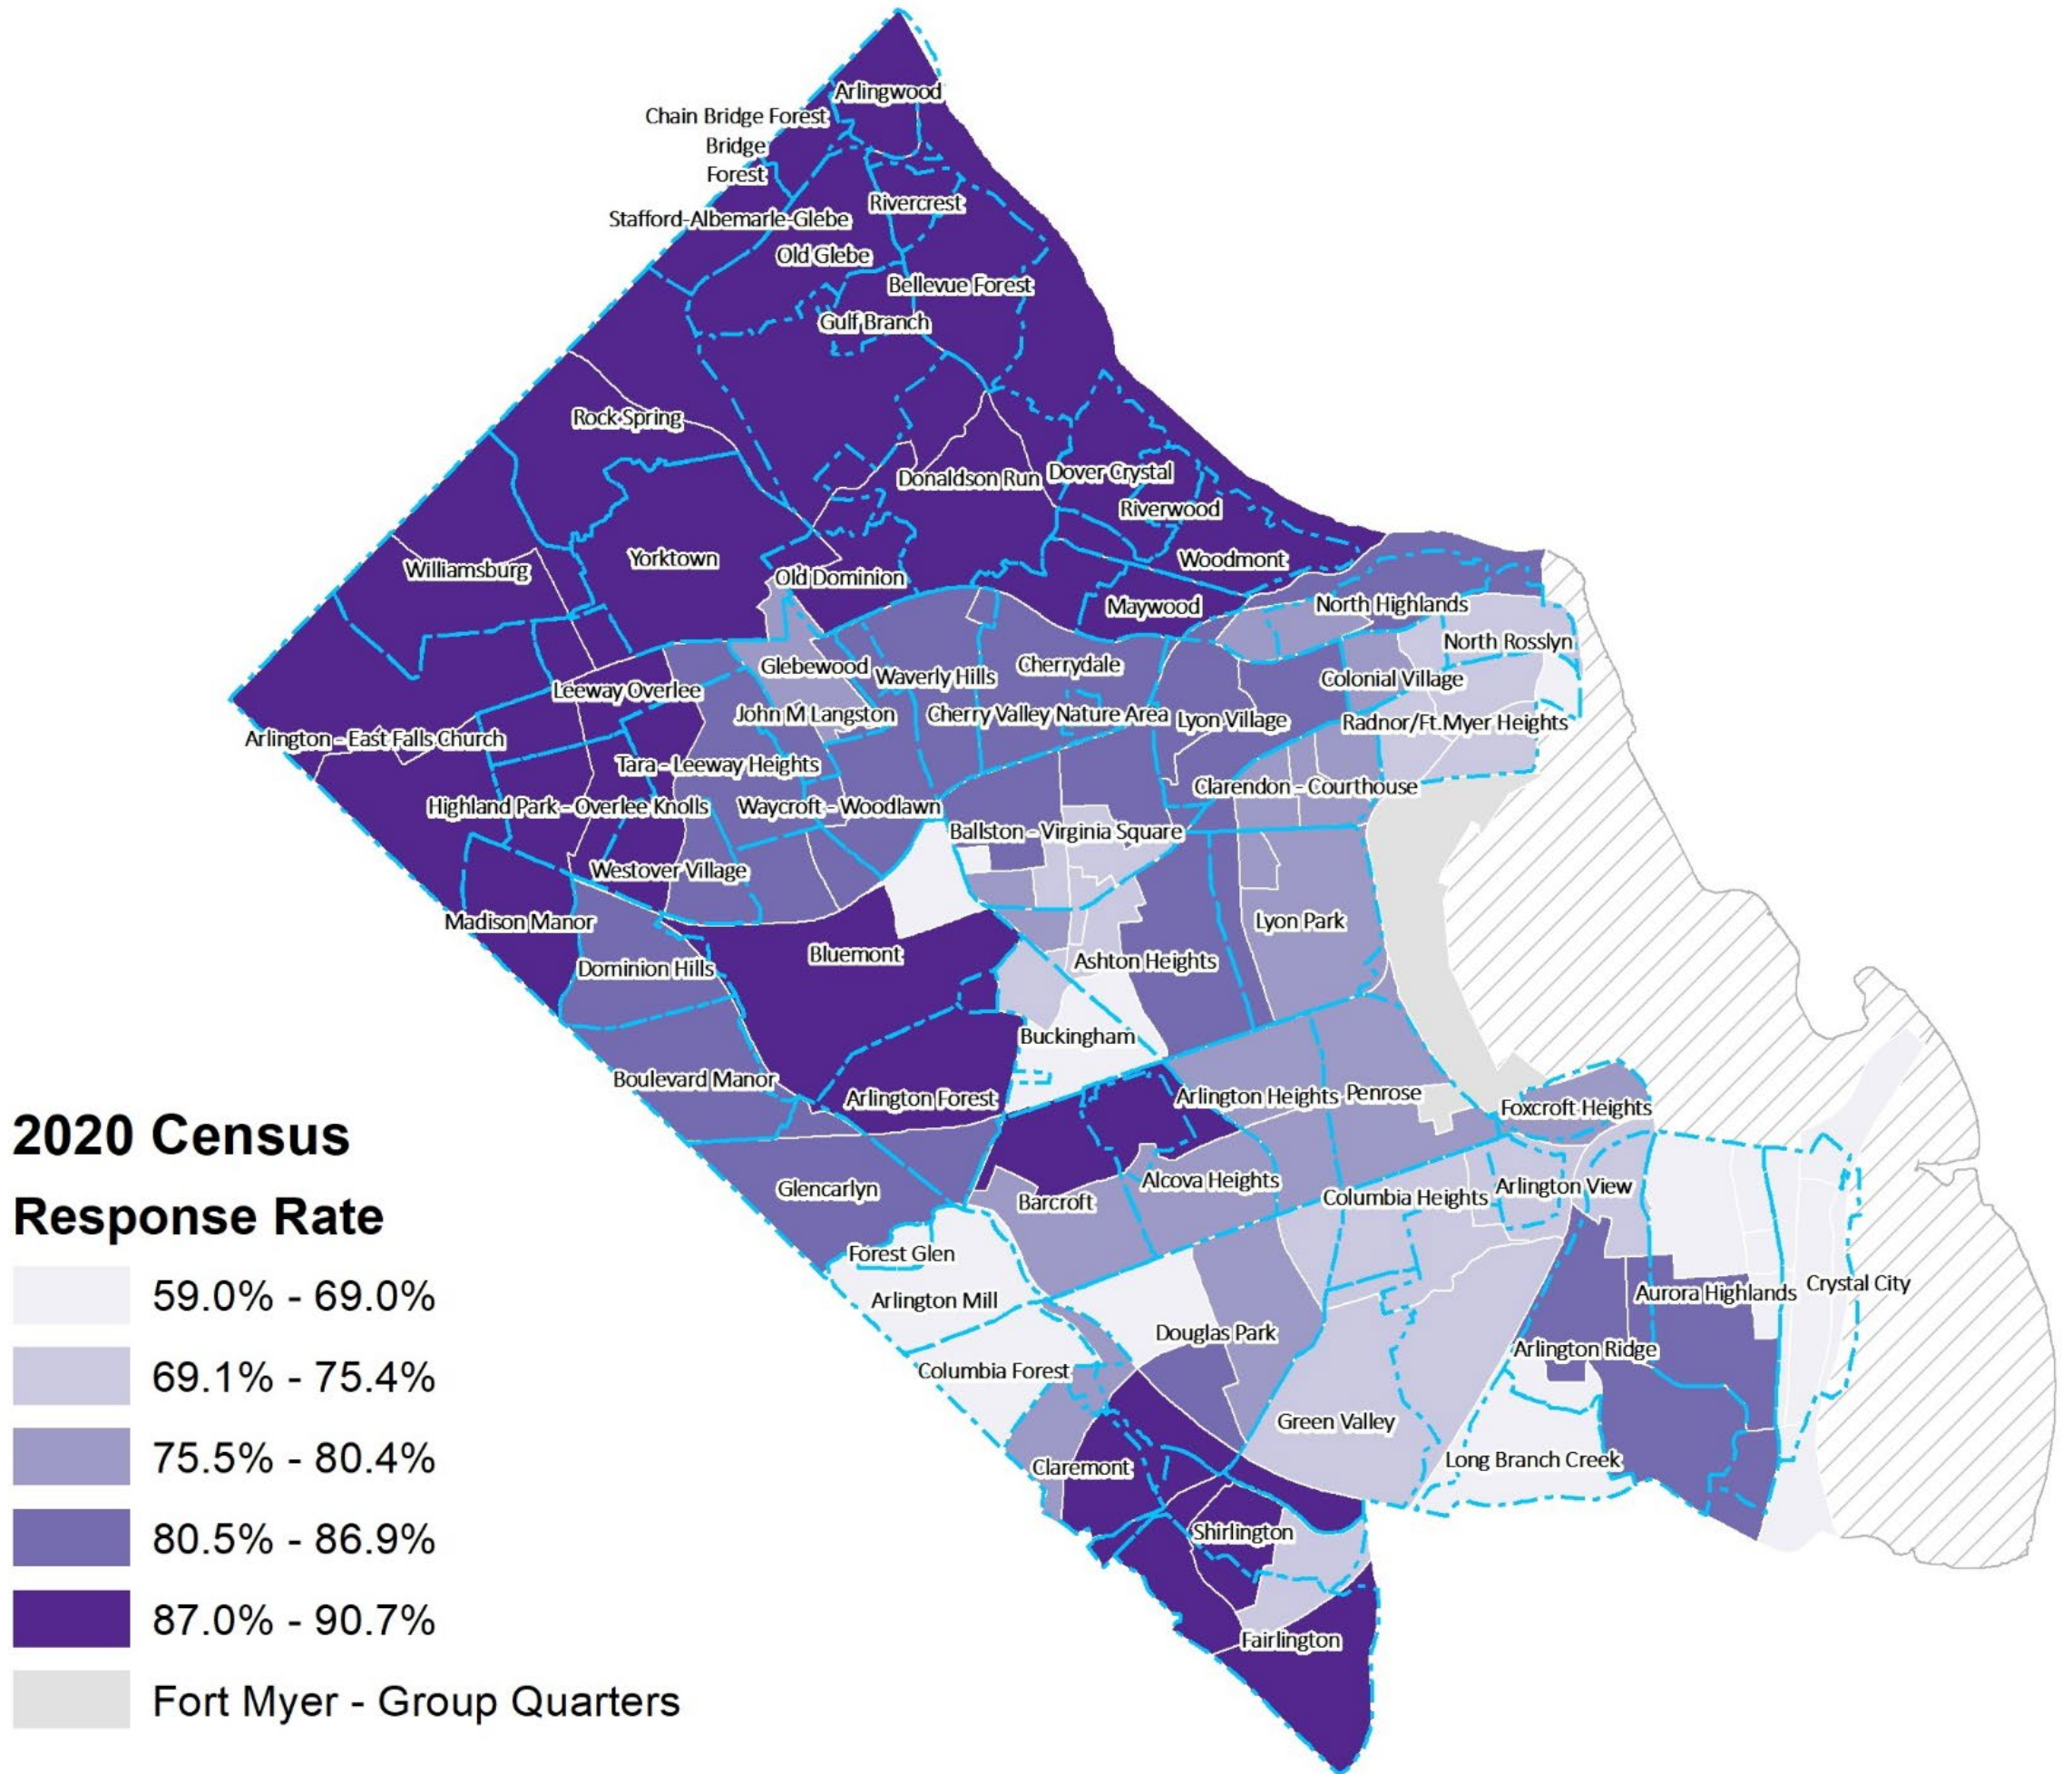 Arlingwood
Chain Bridge Forest
Bridge
Forest
Rivercrest
Stafford-Albemarle-Glebe
Old Glebe
Bellevue Forest
Gulf Branch
Rock Spring
Donaldson Run
Dover Crystal
Riverwood
Williamsburg
Yorktown
Woodmont
Old Dominion
Maywood
North Highlands
North Rosslyn
Glebewood
Waverly Hills
Cherrydale
Colonial Village
Leeway Overlee
John M Langston
Cherry Valley Nature Area
Lyon Village
Radnor/Ft.Myer Heights
Arlington - East Falls Church
Tara - Leeway Heights
Clarendon - Courthouse
Highland Park - Overlee Knolls
Waycroft - Woodlawn
Ballston - Virginia Square
Westover Village
Madison Manor
Lyon Park
Bluemont
Ashton Heights
Dominion Hills
Buckingham
Boulevard Manor
Arlington Forest
Arlington Heights
Penrose
Foxcroft Heights
Glencarlyn
Barcroft
Alcova Heights
Columbia Heights
Arlington View
Forest Glen
Arlington Mill
Aurora Highlands
Crystal City
Douglas Park
Arlington Ridge
Columbia Forest
Green Valley
Long Branch Creek
Claremont
Shirlington
Fairlington
2020 Census
Response Rate
59.0% - 69.0%
69.1% - 75.4%
75.5% - 80.4%
80.5% - 86.9%
87.0% - 90.7%
Fort Myer - Group Quarters